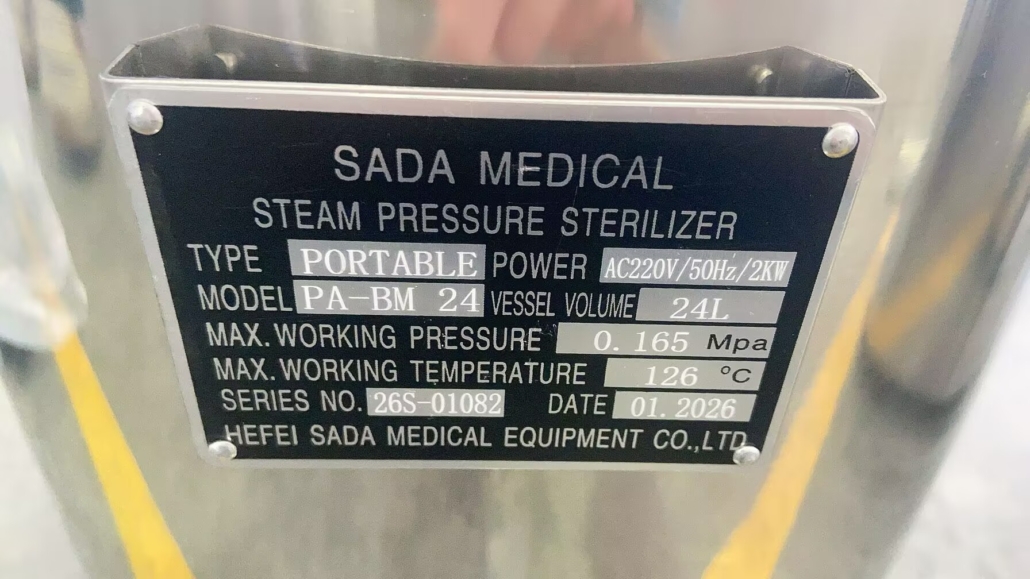 SADA MEDICAL
STEAM PRESSURE STERILIZER
TYPE PORTABLE POWER AC220V/50Hz/2KW
MODEL PA-BM 24 VESSEL VOLUME 24L
MAX. WORKING PRESSURE 0.165 Mpa
MAX. WORKING TEMPERATURE 126 °C
SERIES NO. 26S-01082 DATE 01.2026
HEFEI SADA MEDICAL EQUIPMENT CO.,LTD